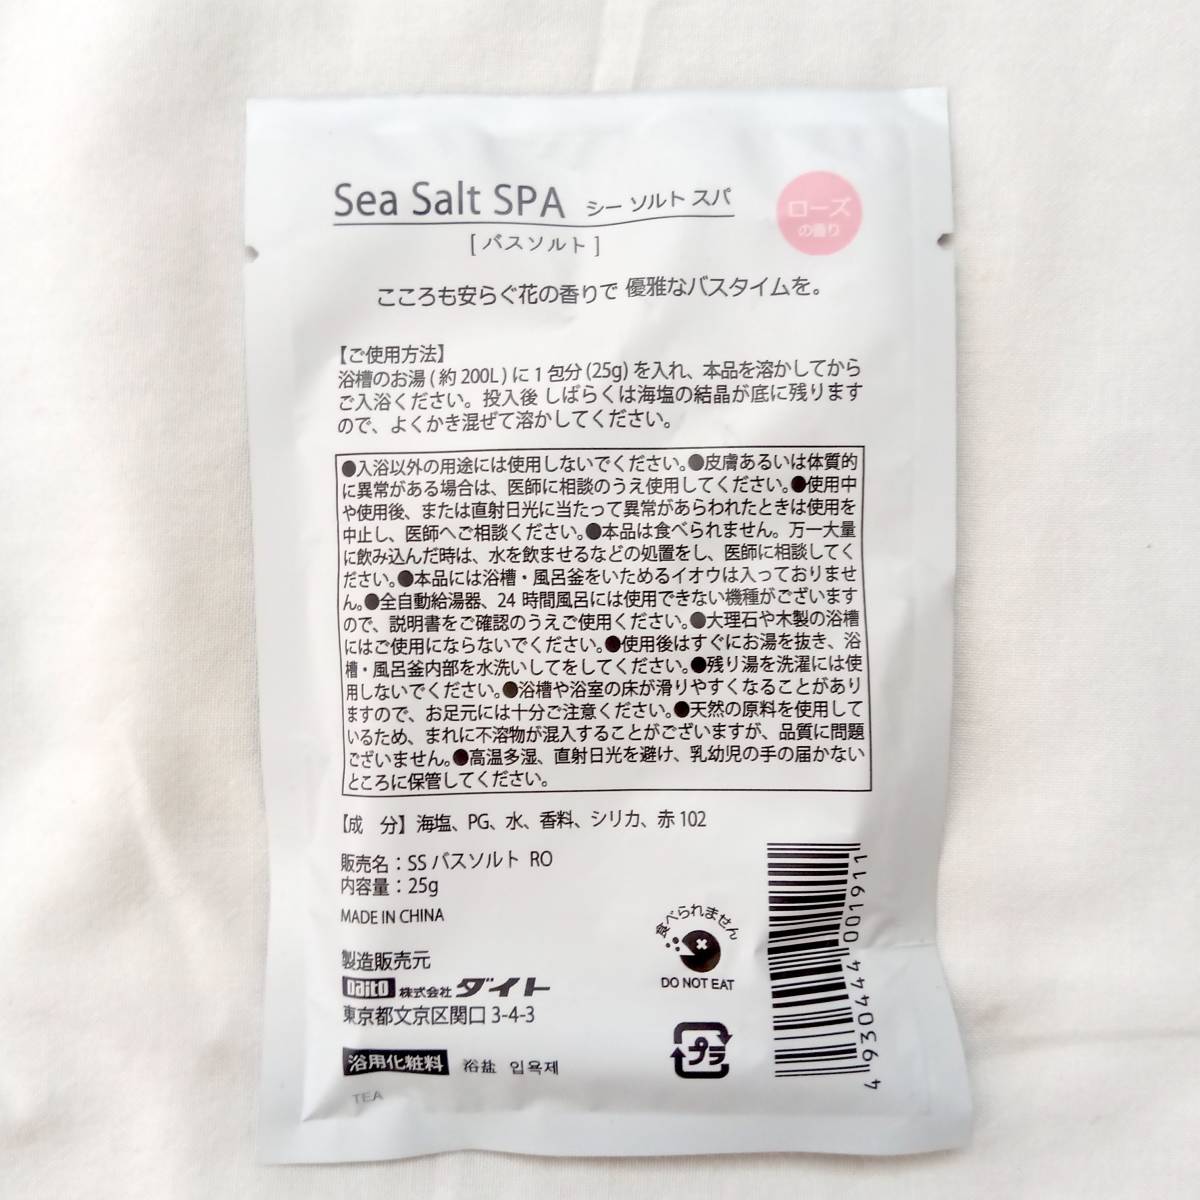 Sea Salt SPA シー ソルト スパ
[ バスソルト ]
ローズ
の香り
こころも安らぐ花の香りで 優雅なバスタイムを。
【ご使用方法】
浴槽のお湯 ( 約 200L) に 1 包分 (25g) を入れ、本品を溶かしてから
ご入浴ください。投入後 しばらくは海塩の結晶が底に残ります
ので、よくかき混ぜて溶かしてください。
●入浴以外の用途には使用しないでください。●皮膚あるいは体質的
に異常がある場合は、医師に相談のうえ使用してください。●使用中
や使用後、または直射日光に当たって異常があらわれたときは使用を
中止し、医師へご相談ください。●本品は食べられません。万一大量
に飲み込んだ時は、水を飲ませるなどの処置をし、医師に相談してく
ださい。●本品には浴槽・風呂釜をいためるイオウは入っておりませ
ん。●全自動給湯器、24 時間風呂には使用できない機種がございます
ので、説明書をご確認のうえご使用ください。●大理石や木製の浴槽
にはご使用にならないでください。●使用後はすぐにお湯を抜き、浴
槽・風呂釜内部を水洗いしてをしてください。●残り湯を洗濯には使
用しないでください。●浴槽や浴室の床が滑りやすくなることがあり
ますので、お足元には十分ご注意ください。●天然の原料を使用して
いるため、まれに不溶物が混入することがございますが、品質に問題
ございません。●高温多湿、直射日光を避け、乳幼児の手の届かない
ところに保管してください。
【成　分】海塩、PG、水、香料、シリカ、赤 102
販売名：SS バスソルト RO
内容量：25g
MADE IN CHINA
製造販売元
Daito 株式会社 ダイト
東京都文京区関口 3-4-3
浴用化粧料 浴盐 입욕제
TEA
食べられません
DO NOT EAT
プラ
4 930444 001911